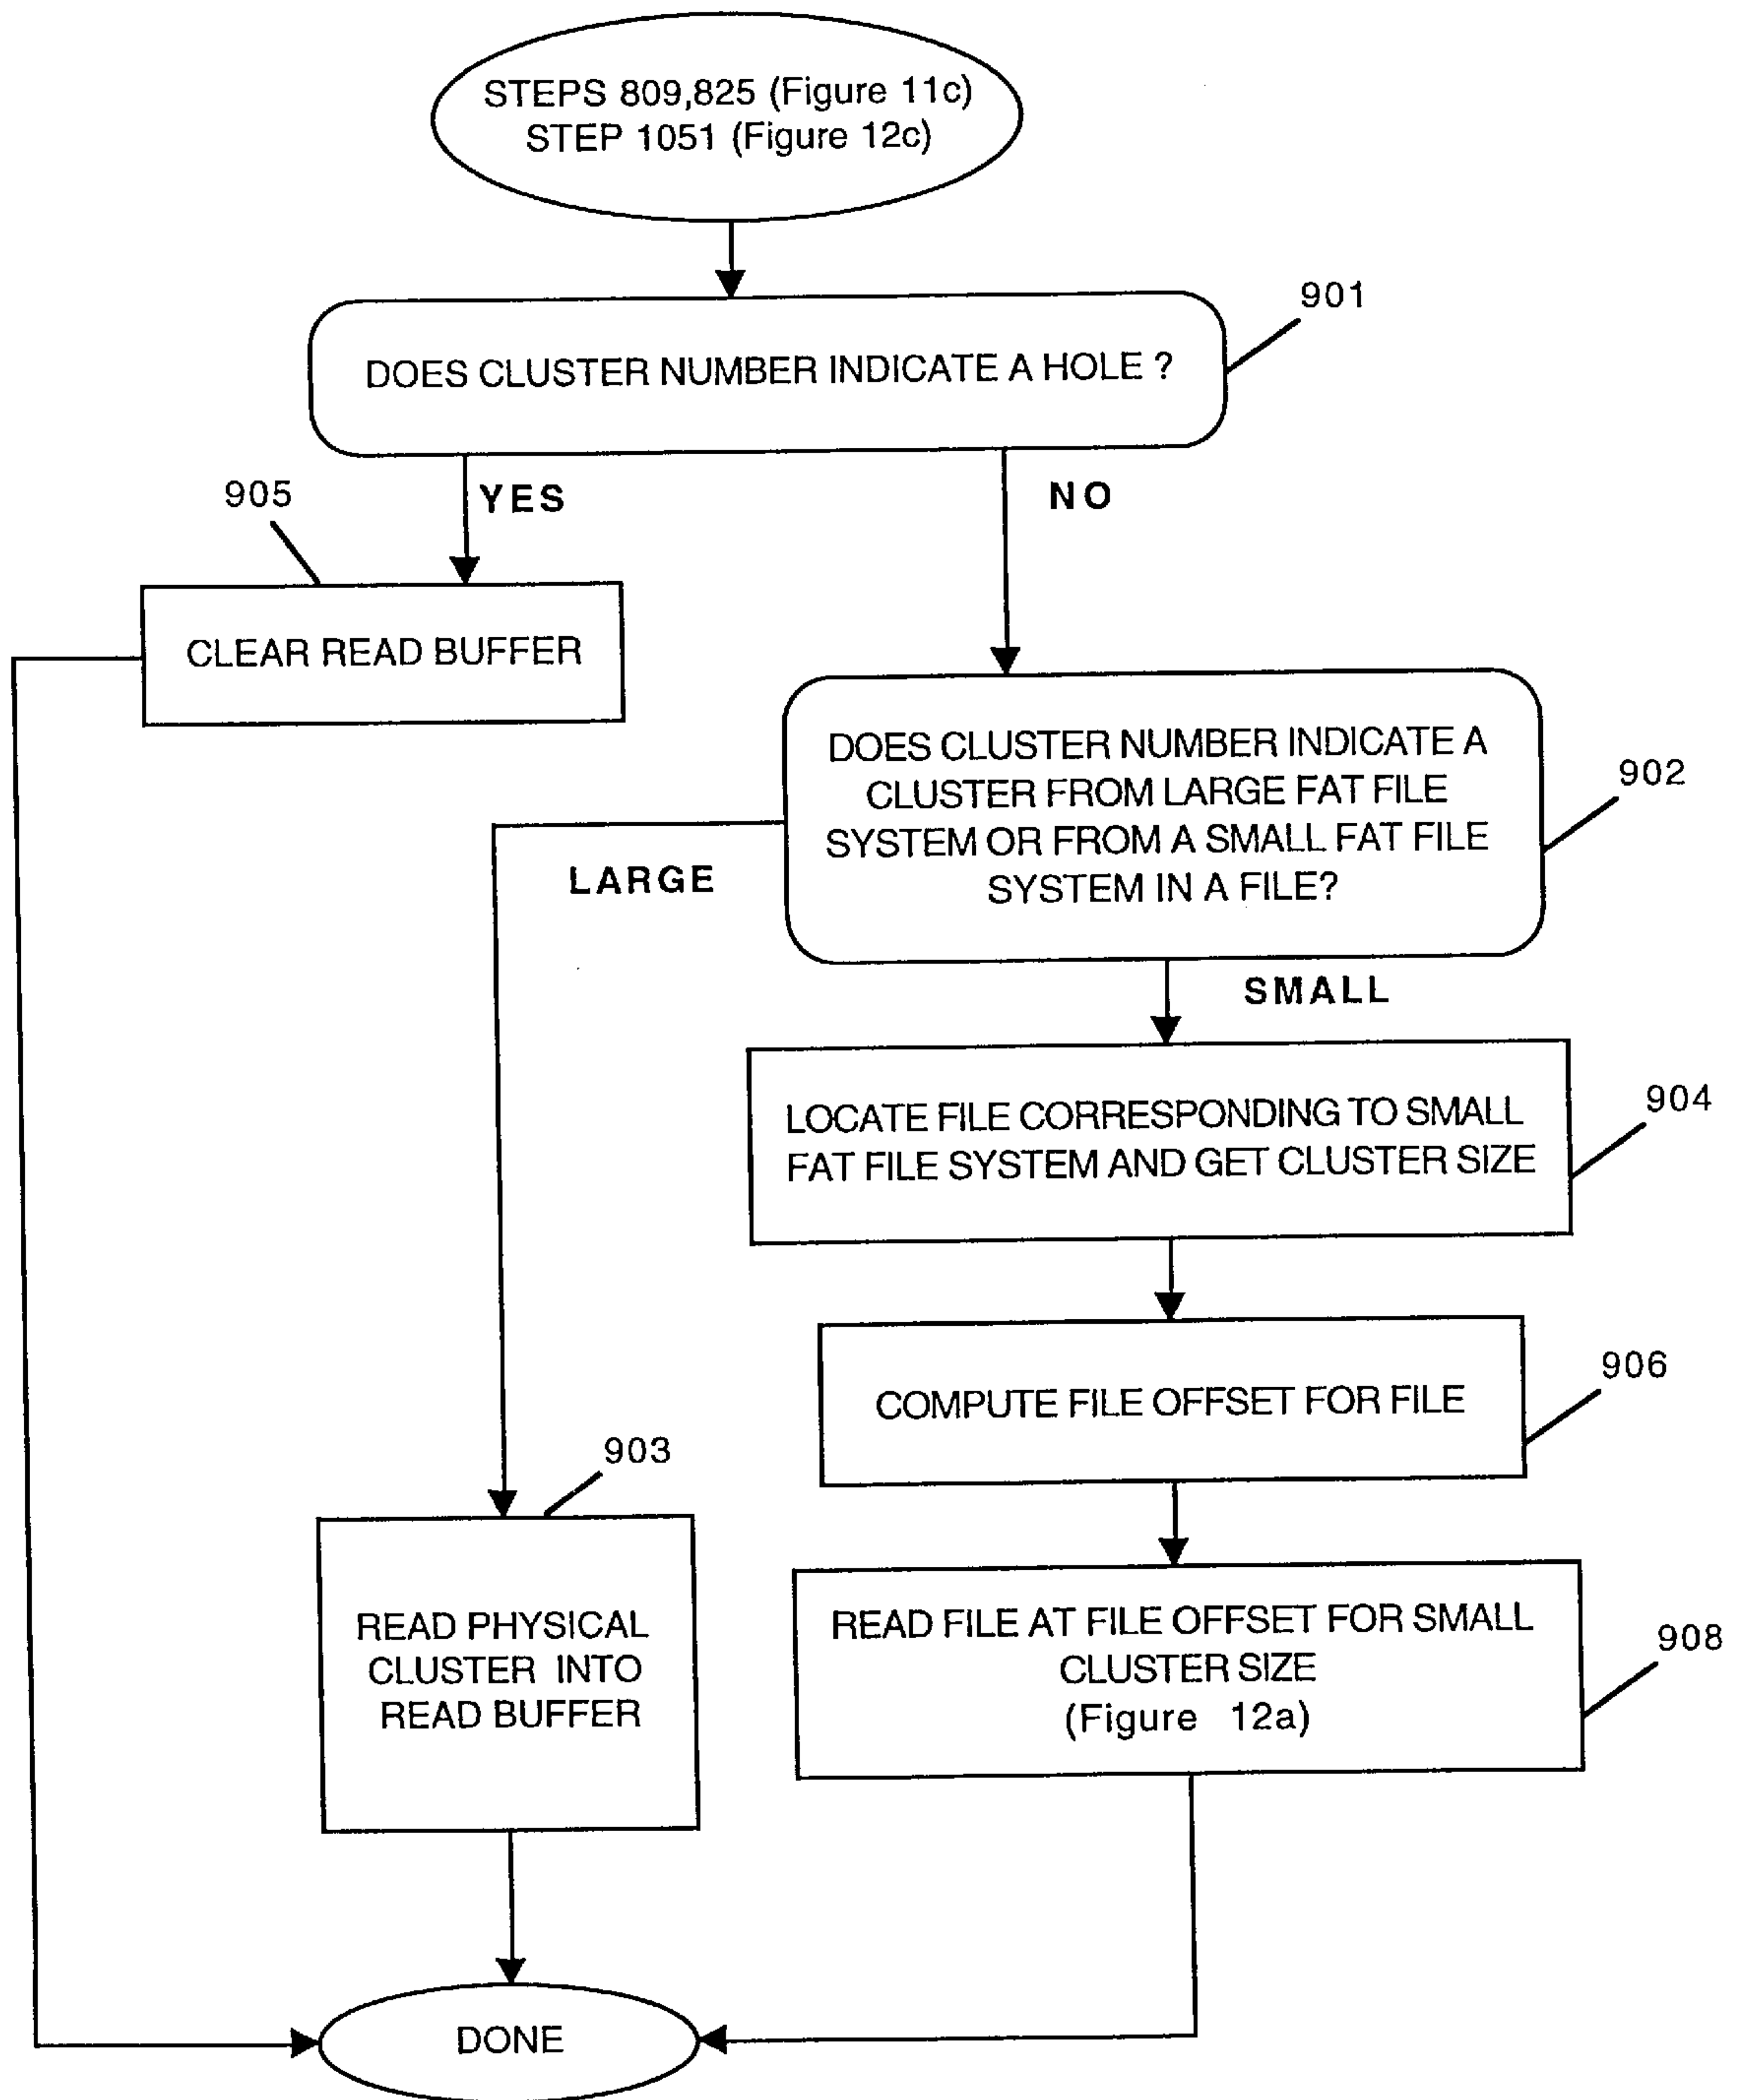 STEPS 809,825 (Figure 11c)
STEP 1051 (Figure 12c)
901
DOES CLUSTER NUMBER INDICATE A HOLE ?
905
YES
NO
CLEAR READ BUFFER
DOES CLUSTER NUMBER INDICATE A
CLUSTER FROM LARGE FAT FILE
SYSTEM OR FROM A SMALL FAT FILE
SYSTEM IN A FILE?
902
LARGE
SMALL
LOCATE FILE CORRESPONDING TO SMALL
FAT FILE SYSTEM AND GET CLUSTER SIZE
904
COMPUTE FILE OFFSET FOR FILE
906
903
READ PHYSICAL
CLUSTER INTO
READ BUFFER
READ FILE AT FILE OFFSET FOR SMALL
CLUSTER SIZE
(Figure 12a)
908
DONE